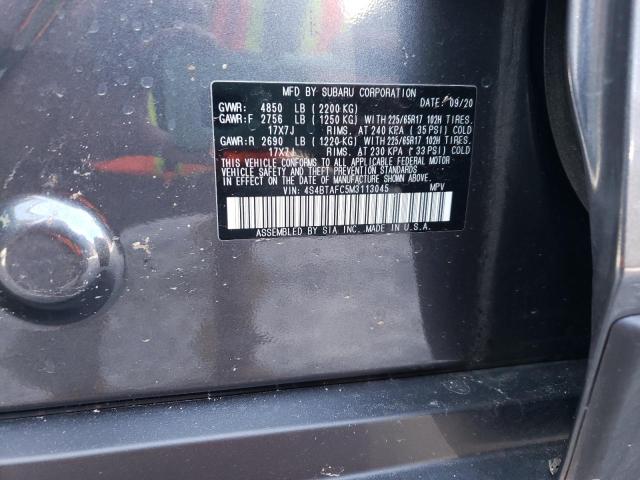 MFD BY SUBARU CORPORATION
GVWR: 4850 LB (2200 KG) DATE: 09/20
GAWR:F 2756 LB (1250 KG) WITH 225/65R17 102H TIRES.
17X7J RIMS. AT 240 KPA (35 PSI) COLD
GAWR:R 2690 LB (1220 KG) WITH 225/65R17 102H TIRES.
17X7J RIMS. AT 230 KPA (33 PSI) COLD
THIS VEHICLE CONFORMS TO ALL APPLICABLE FEDERAL MOTOR
VEHICLE SAFETY AND THEFT PREVENTION STANDARDS
IN EFFECT ON THE DATE OF MANUFACTURE SHOWN ABOVE.
VIN: 4S4BTAFC5M3113045 MPV
ASSEMBLED BY SIA INC. MADE IN U.S.A.